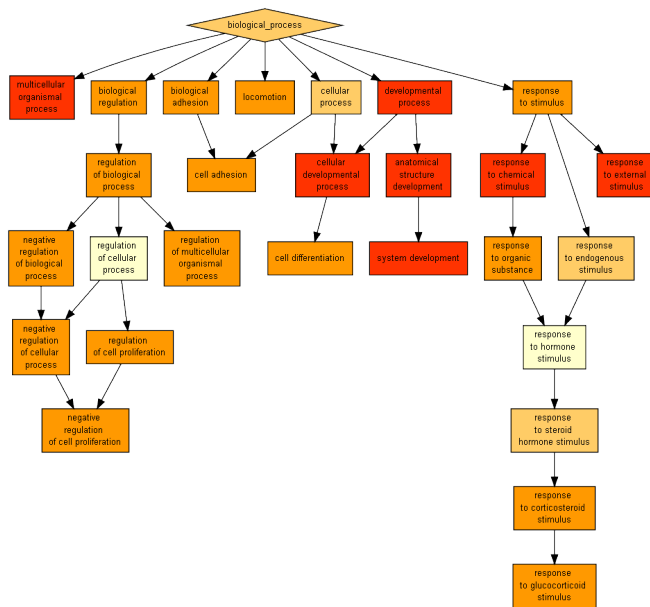 biological_process
multicellular
organismal
process
biological
regulation
biological
adhesion
locomotion
cellular
process
developmental
process
response
to stimulus
regulation
of biological
process
cell adhesion
cellular
developmental
process
anatomical
structure
development
response
to chemical
stimulus
response
to external
stimulus
negative
regulation
of biological
process
regulation
of cellular
process
regulation
of multicellular
organismal
process
cell differentiation
system development
response
to organic
substance
response
to endogenous
stimulus
negative
regulation
of cellular
process
regulation
of cell proliferation
response
to hormone
stimulus
negative
regulation
of cell proliferation
response
to steroid
hormone stimulus
response
to corticosteroid
stimulus
response
to glucocorticoid
stimulus